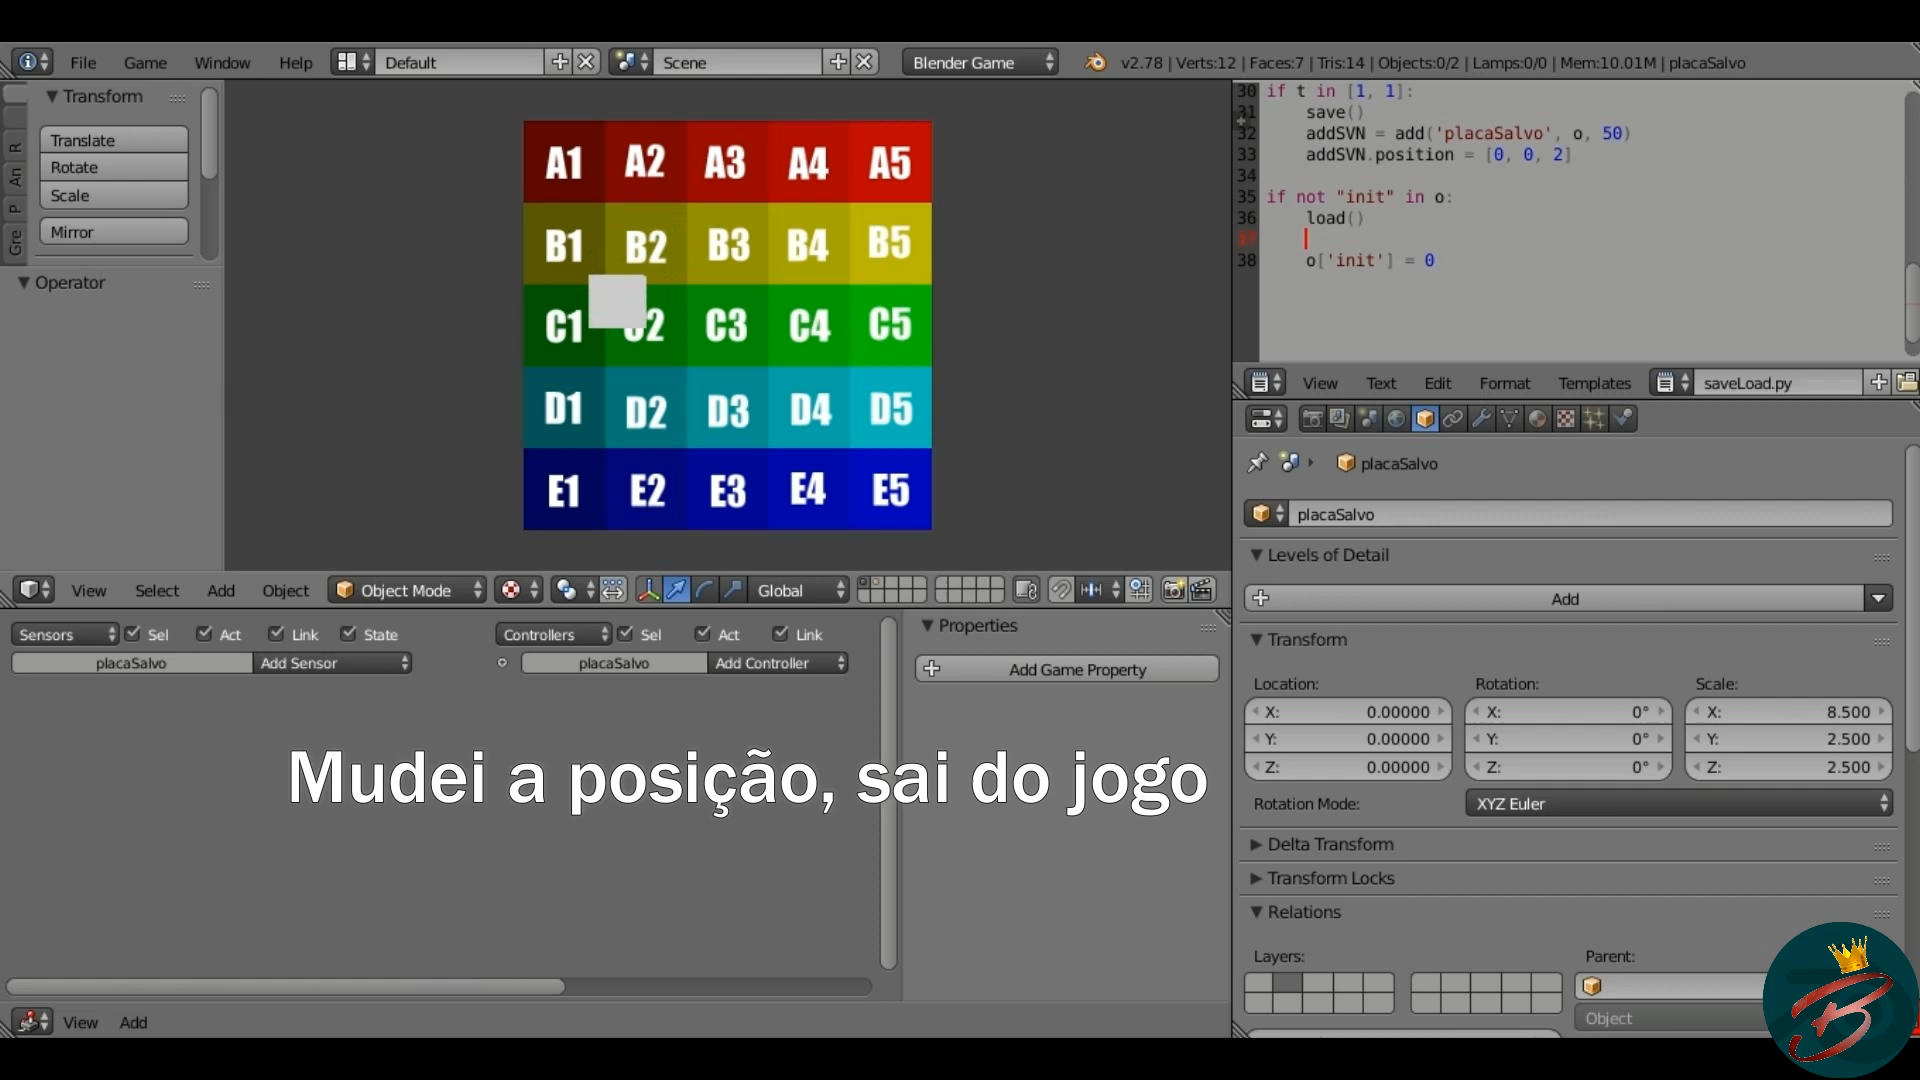 File Game Window Help Default Scene Blender Game v2.78 | Verts:12 | Faces:7 | Tris:14 | Objects:0/2 | Lamps:0/0 | Mem:10.01M | placaSalvo
Transform
Translate
Rotate
Scale
Mirror
Operator
R
An
P
Gre
A1 A2 A3 A4 A5
B1 B2 B3 B4 B5
C1 C2 C3 C4 C5
D1 D2 D3 D4 D5
E1 E2 E3 E4 E5
30 if t in [1, 1]:
31 save()
32 addSVN = add('placaSalvo', o, 50)
33 addSVN.position = [0, 0, 2]
34
35 if not "init" in o:
36 load()
37
38 o['init'] = 0
View Text Edit Format Templates saveLoad.py
placaSalvo
placaSalvo
Levels of Detail
Add
Transform
Location: Rotation: Scale:
X: 0.00000 X: 0° X: 8.500
Y: 0.00000 Y: 0° Y: 2.500
Z: 0.00000 Z: 0° Z: 2.500
Rotation Mode: XYZ Euler
Delta Transform
Transform Locks
Relations
Layers: Parent:
Object
View Select Add Object Object Mode Global
Sensors Sel Act Link State Controllers Sel Act Link
placaSalvo Add Sensor placaSalvo Add Controller
Properties
Add Game Property
Mudei a posição, sai do jogo
View Add
B